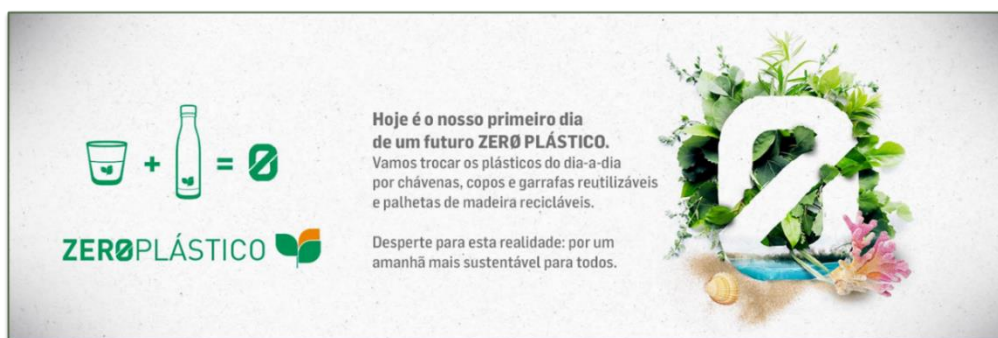 + = Ø
ZERØPLÁSTICO
Hoje é o nosso primeiro dia
de um futuro ZERØ PLÁSTICO.
Vamos trocar os plásticos do dia-a-dia
por chávenas, copos e garrafas reutilizáveis
e palhetas de madeira recicláveis.
Desperte para esta realidade: por um
amanhã mais sustentável para todos.
Ø